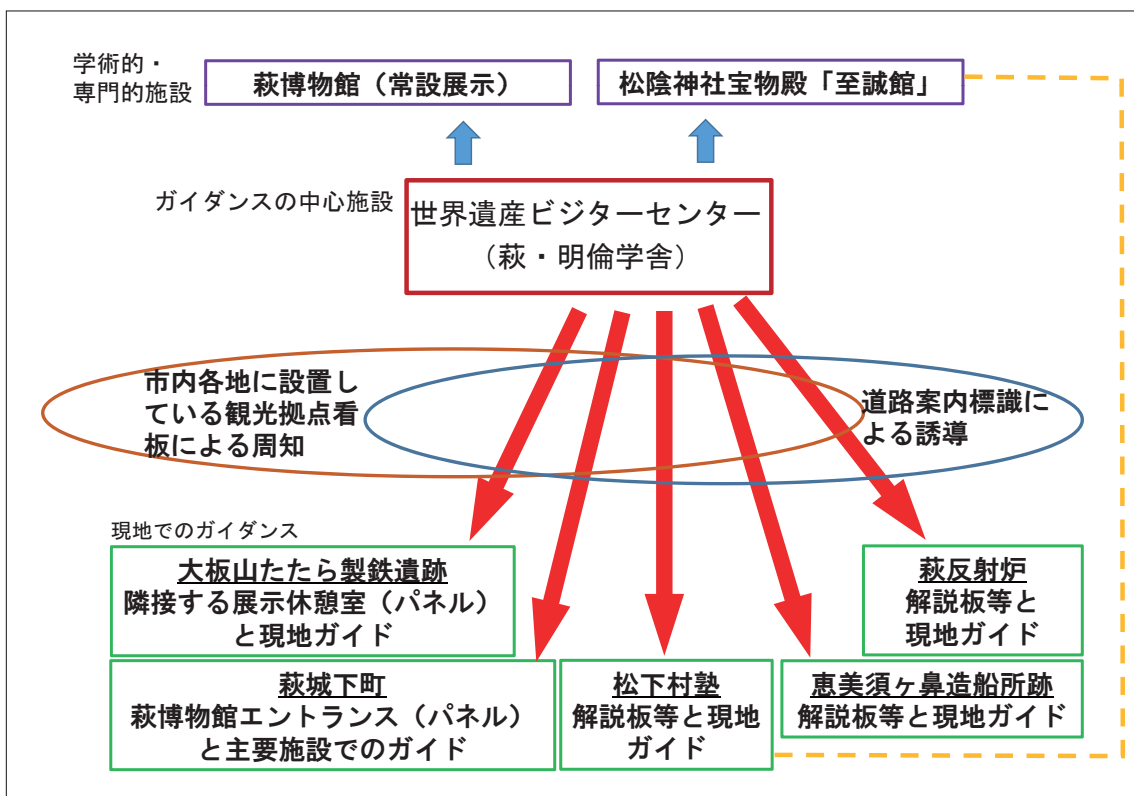 学術的・
専門的施設
萩博物館（常設展示）
松陰神社宝物殿「至誠館」
ガイダンスの中心施設
世界遺産ビジターセンター
（萩・明倫学舎）
市内各地に設置し
ている観光拠点看
板による周知
道路案内標識に
よる誘導
現地でのガイダンス
大板山たたら製鉄遺跡
隣接する展示休憩室（パネル）
と現地ガイド
萩反射炉
解説板等と
現地ガイド
萩城下町
萩博物館エントランス（パネル）
と主要施設でのガイド
松下村塾
解説板等と現地
ガイド
恵美須ヶ鼻造船所跡
解説板等と現地ガイド